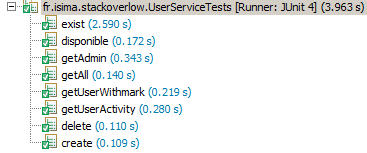 fr.isima.stackoverlow.UserServiceTests [Runner: JUnit 4] (3.963 s)
exist (2.590 s)
disponible (0.172 s)
getAdmin (0.343 s)
getAll (0.140 s)
getUserWithmark (0.219 s)
getUserActivity (0.280 s)
delete (0.110 s)
create (0.109 s)